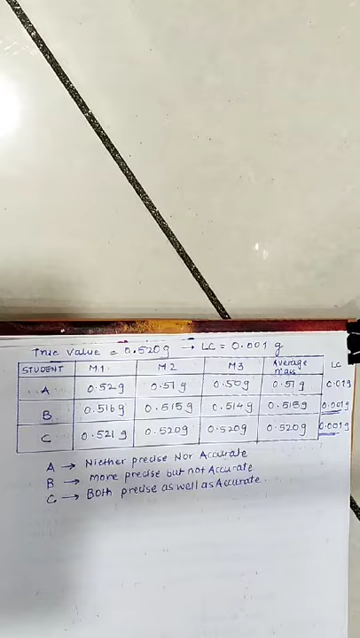 True value = 0.520g → LC = 0.001 g
STUDENT M1 M2 M3 Average mass LC
A 0.52g 0.51g 0.50g 0.51g 0.01g
B 0.516g 0.515g 0.514g 0.515g 0.001g
C 0.521g 0.520g 0.520g 0.520g 0.001g
A → Niether precise Nor Accurate
B → more precise but not Accurate
C → Both precise as well as Accurate.